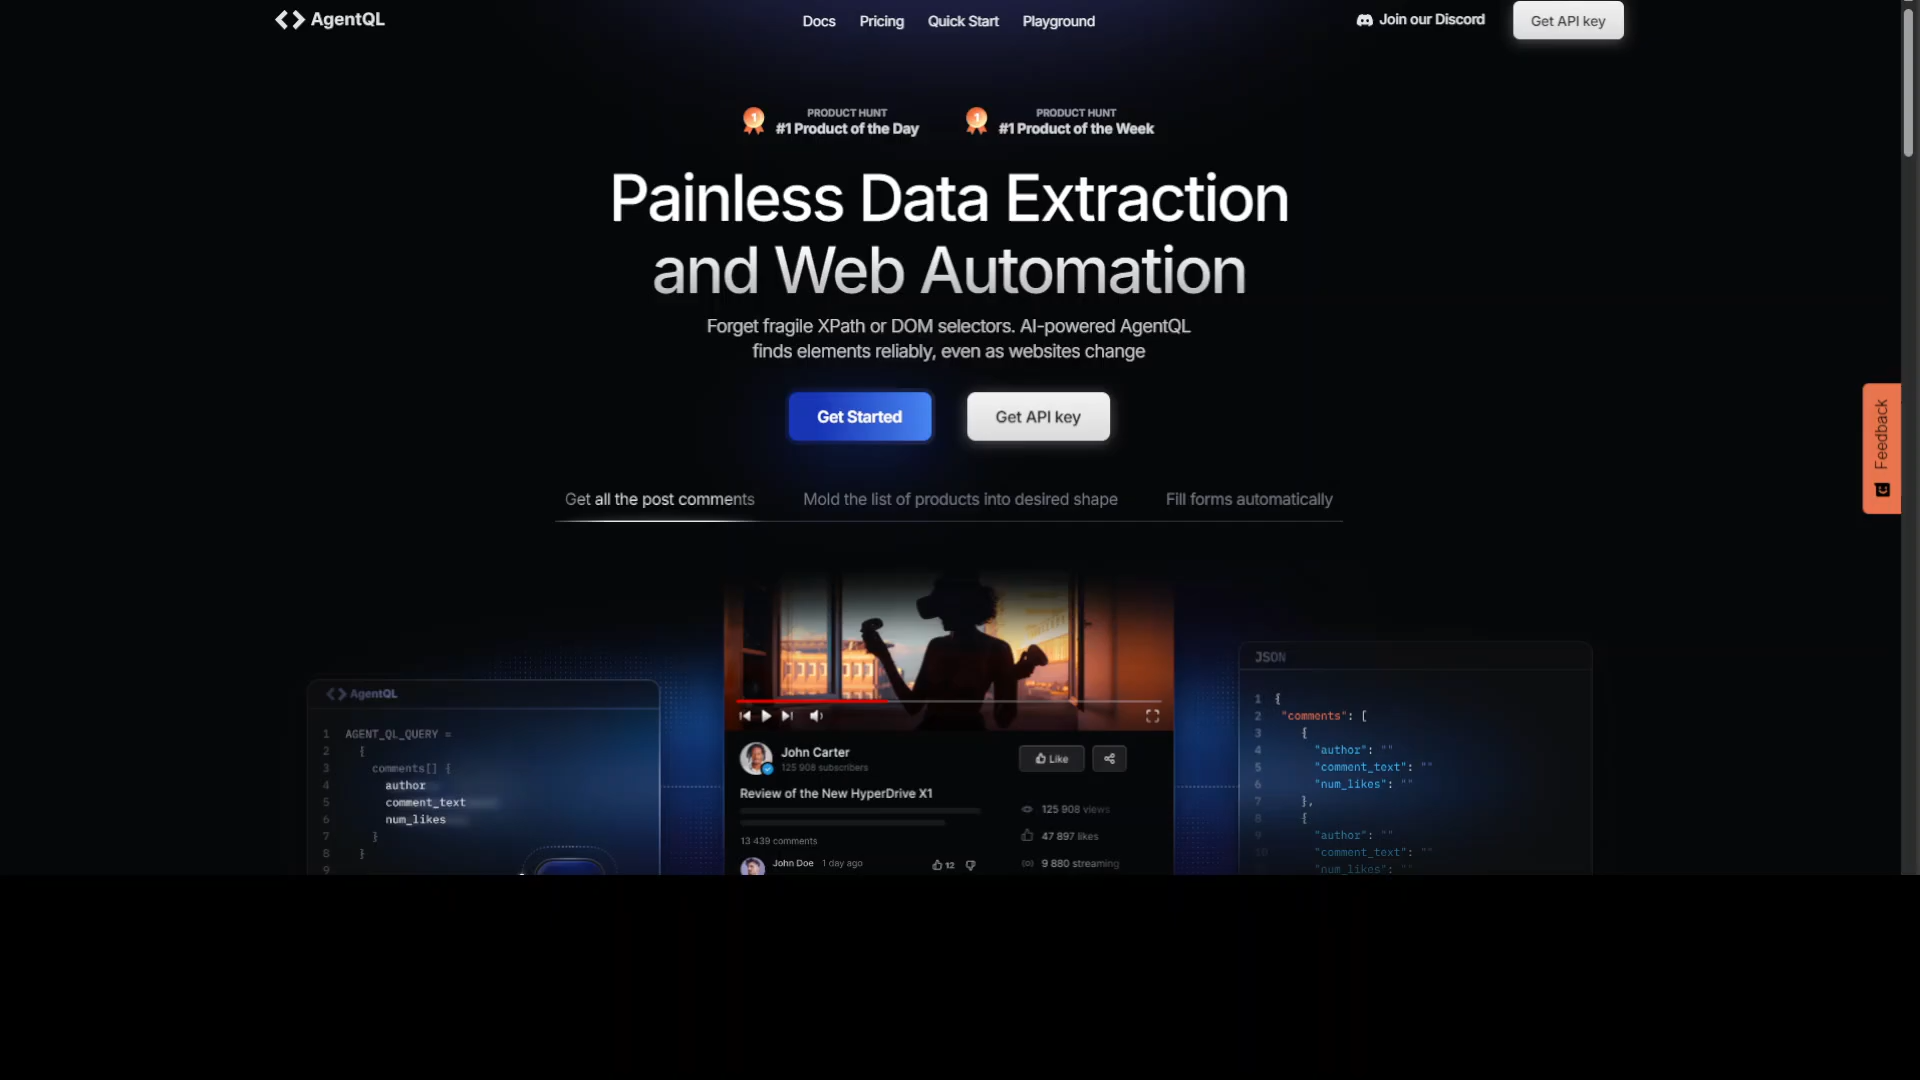 AgentQL
Docs
Pricing
Quick Start
Playground
Join our Discord
Get API key
PRODUCT HUNT
#1 Product of the Day
PRODUCT HUNT
#1 Product of the Week
Painless Data Extraction
and Web Automation
Forget fragile XPath or DOM selectors. AI-powered AgentQL
finds elements reliably, even as websites change
Get Started
Get API key
Feedback
Get all the post comments
Mold the list of products into desired shape
Fill forms automatically
AgentQL
1 AGENT_QL_QUERY =
2 {
3 comments[] {
4 author
5 comment_text
6 num_likes
7 }
8 }
9
John Carter
125 908 subscribers
Like
Review of the New HyperDrive X1
125 908 views
47 897 likes
13 439 comments
John Doe 1 day ago
12
9 880 streaming
JSON
1 {
2 "comments": [
3 {
4 "author": ""
5 "comment_text": ""
6 "num_likes": ""
7 },
8 {
9 "author": ""
10 "comment_text": ""
"num_likes": ""